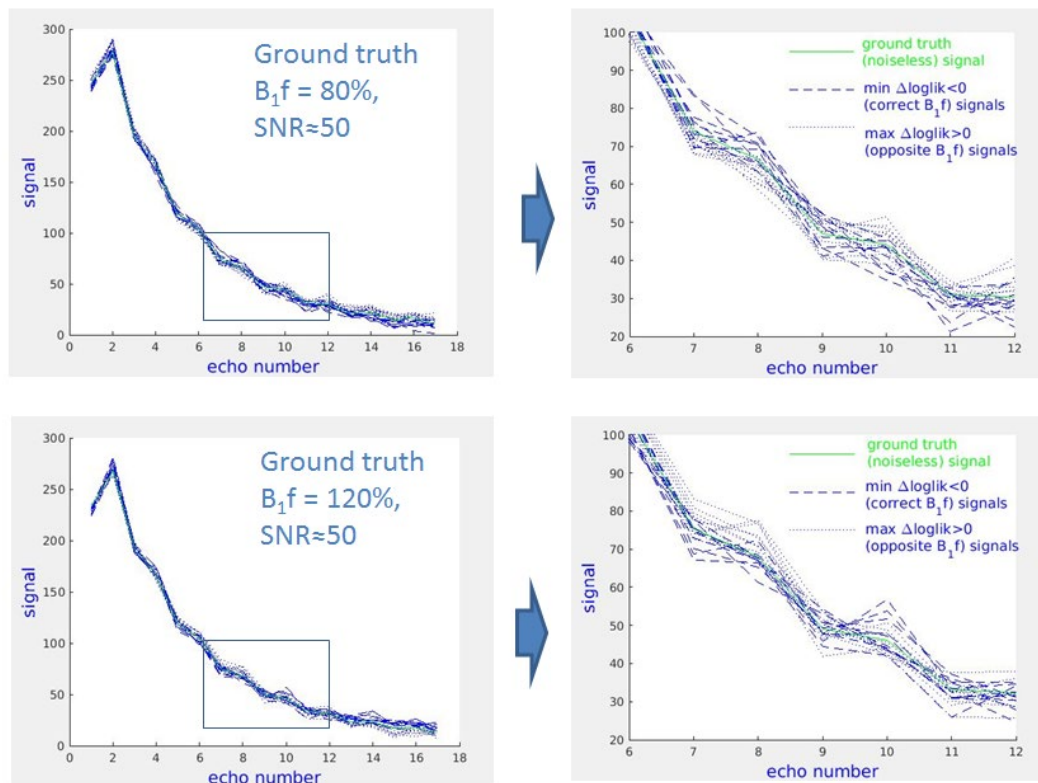 300
250
200
150
100
50
0
signal
0 2 4 6 8 10 12 14 16 18
echo number
Ground truth
B₁f = 80%,
SNR≈50
100
90
80
70
60
50
40
30
20
signal
6 7 8 9 10 11 12
echo number
ground truth
(noiseless) signal
min Δloglik<0
(correct B₁f) signals
max Δloglik>0
(opposite B₁f) signals
300
250
200
150
100
50
0
signal
0 2 4 6 8 10 12 14 16 18
echo number
Ground truth
B₁f = 120%,
SNR≈50
100
90
80
70
60
50
40
30
20
signal
6 7 8 9 10 11 12
echo number
ground truth
(noiseless) signal
min Δloglik<0
(correct B₁f) signals
max Δloglik>0
(opposite B₁f) signals